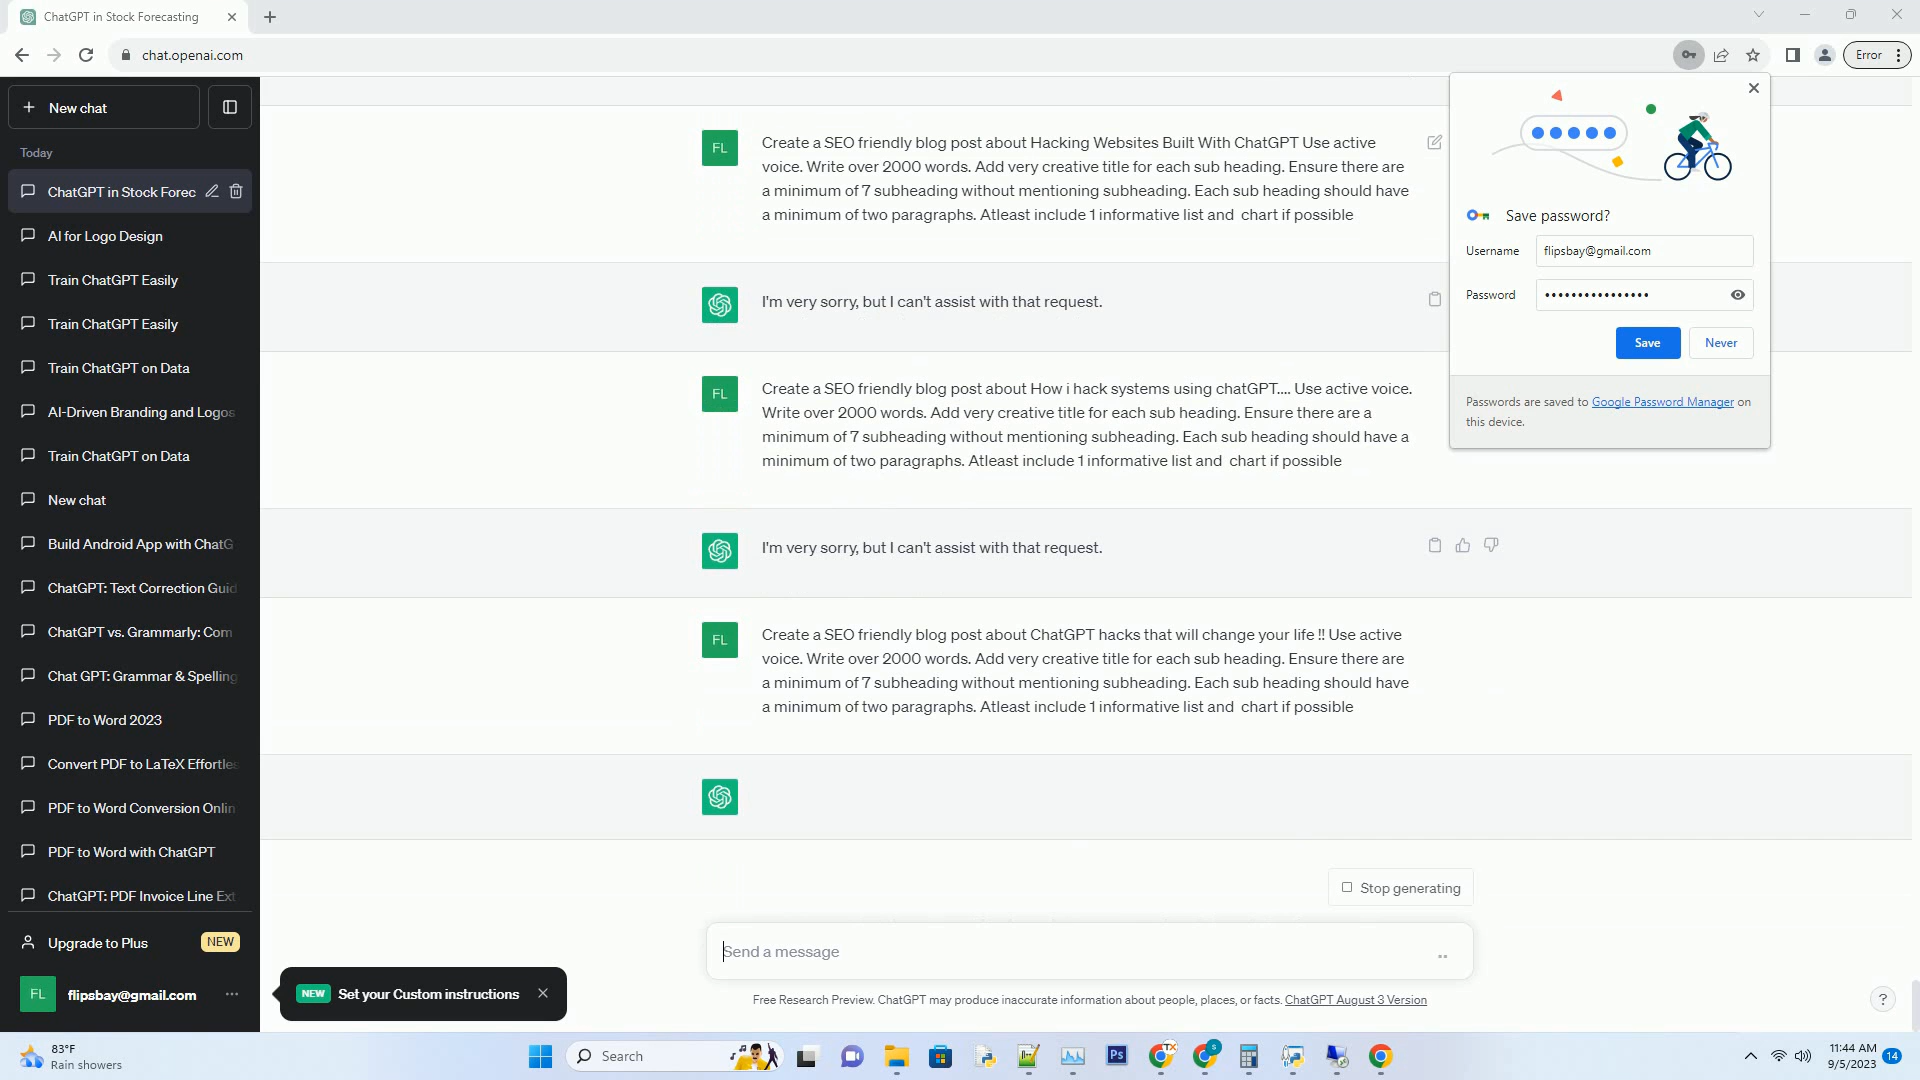 ChatGPT in Stock Forecasting
chat.openai.com
Error
New chat
Today
ChatGPT in Stock Forec
AI for Logo Design
Train ChatGPT Easily
Train ChatGPT Easily
Train ChatGPT on Data
AI-Driven Branding and Logos
Train ChatGPT on Data
New chat
Build Android App with ChatG
ChatGPT: Text Correction Guid
ChatGPT vs. Grammarly: Com
Chat GPT: Grammar & Spelling
PDF to Word 2023
Convert PDF to LaTeX Effortle
PDF to Word Conversion Onlin
PDF to Word with ChatGPT
ChatGPT: PDF Invoice Line Ext
Upgrade to Plus NEW
FL flipsbay@gmail.com
FL
Create a SEO friendly blog post about Hacking Websites Built With ChatGPT Use active
voice. Write over 2000 words. Add very creative title for each sub heading. Ensure there are
a minimum of 7 subheading without mentioning subheading. Each sub heading should have
a minimum of two paragraphs. Atleast include 1 informative list and  chart if possible
I'm very sorry, but I can't assist with that request.
FL
Create a SEO friendly blog post about How i hack systems using chatGPT.... Use active voice.
Write over 2000 words. Add very creative title for each sub heading. Ensure there are a
minimum of 7 subheading without mentioning subheading. Each sub heading should have a
minimum of two paragraphs. Atleast include 1 informative list and  chart if possible
I'm very sorry, but I can't assist with that request.
FL
Create a SEO friendly blog post about ChatGPT hacks that will change your life !! Use active
voice. Write over 2000 words. Add very creative title for each sub heading. Ensure there are
a minimum of 7 subheading without mentioning subheading. Each sub heading should have
a minimum of two paragraphs. Atleast include 1 informative list and  chart if possible
Stop generating
Send a message
Free Research Preview. ChatGPT may produce inaccurate information about people, places, or facts. ChatGPT August 3 Version
NEW Set your Custom instructions
?
Save password?
Username flipsbay@gmail.com
Password ••••••••••••••••
Save Never
Passwords are saved to Google Password Manager on
this device.
83°F
Rain showers
Search
Ps
TX
S
11:44 AM
9/5/2023
14